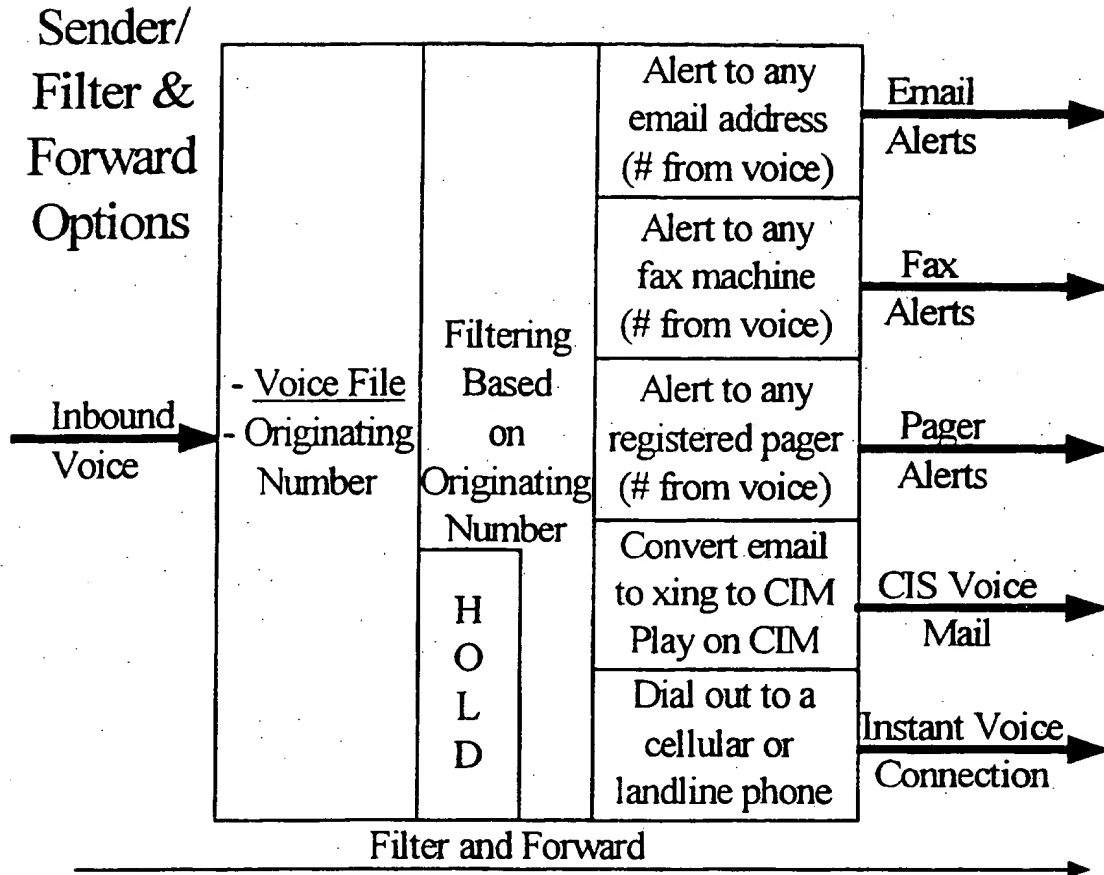 Sender/
Filter &
Forward
Options
Inbound
Voice
- Voice File
- Originating
Number
Filtering
Based
on
Originating
Number
H
O
L
D
Alert to any
email address
(# from voice)
Alert to any
fax machine
(# from voice)
Alert to any
registered pager
(# from voice)
Convert email
to xing to CIM
Play on CIM
Dial out to a
cellular or
landline phone
Email
Alerts
Fax
Alerts
Pager
Alerts
CIS Voice
Mail
Instant Voice
Connection
Filter and Forward